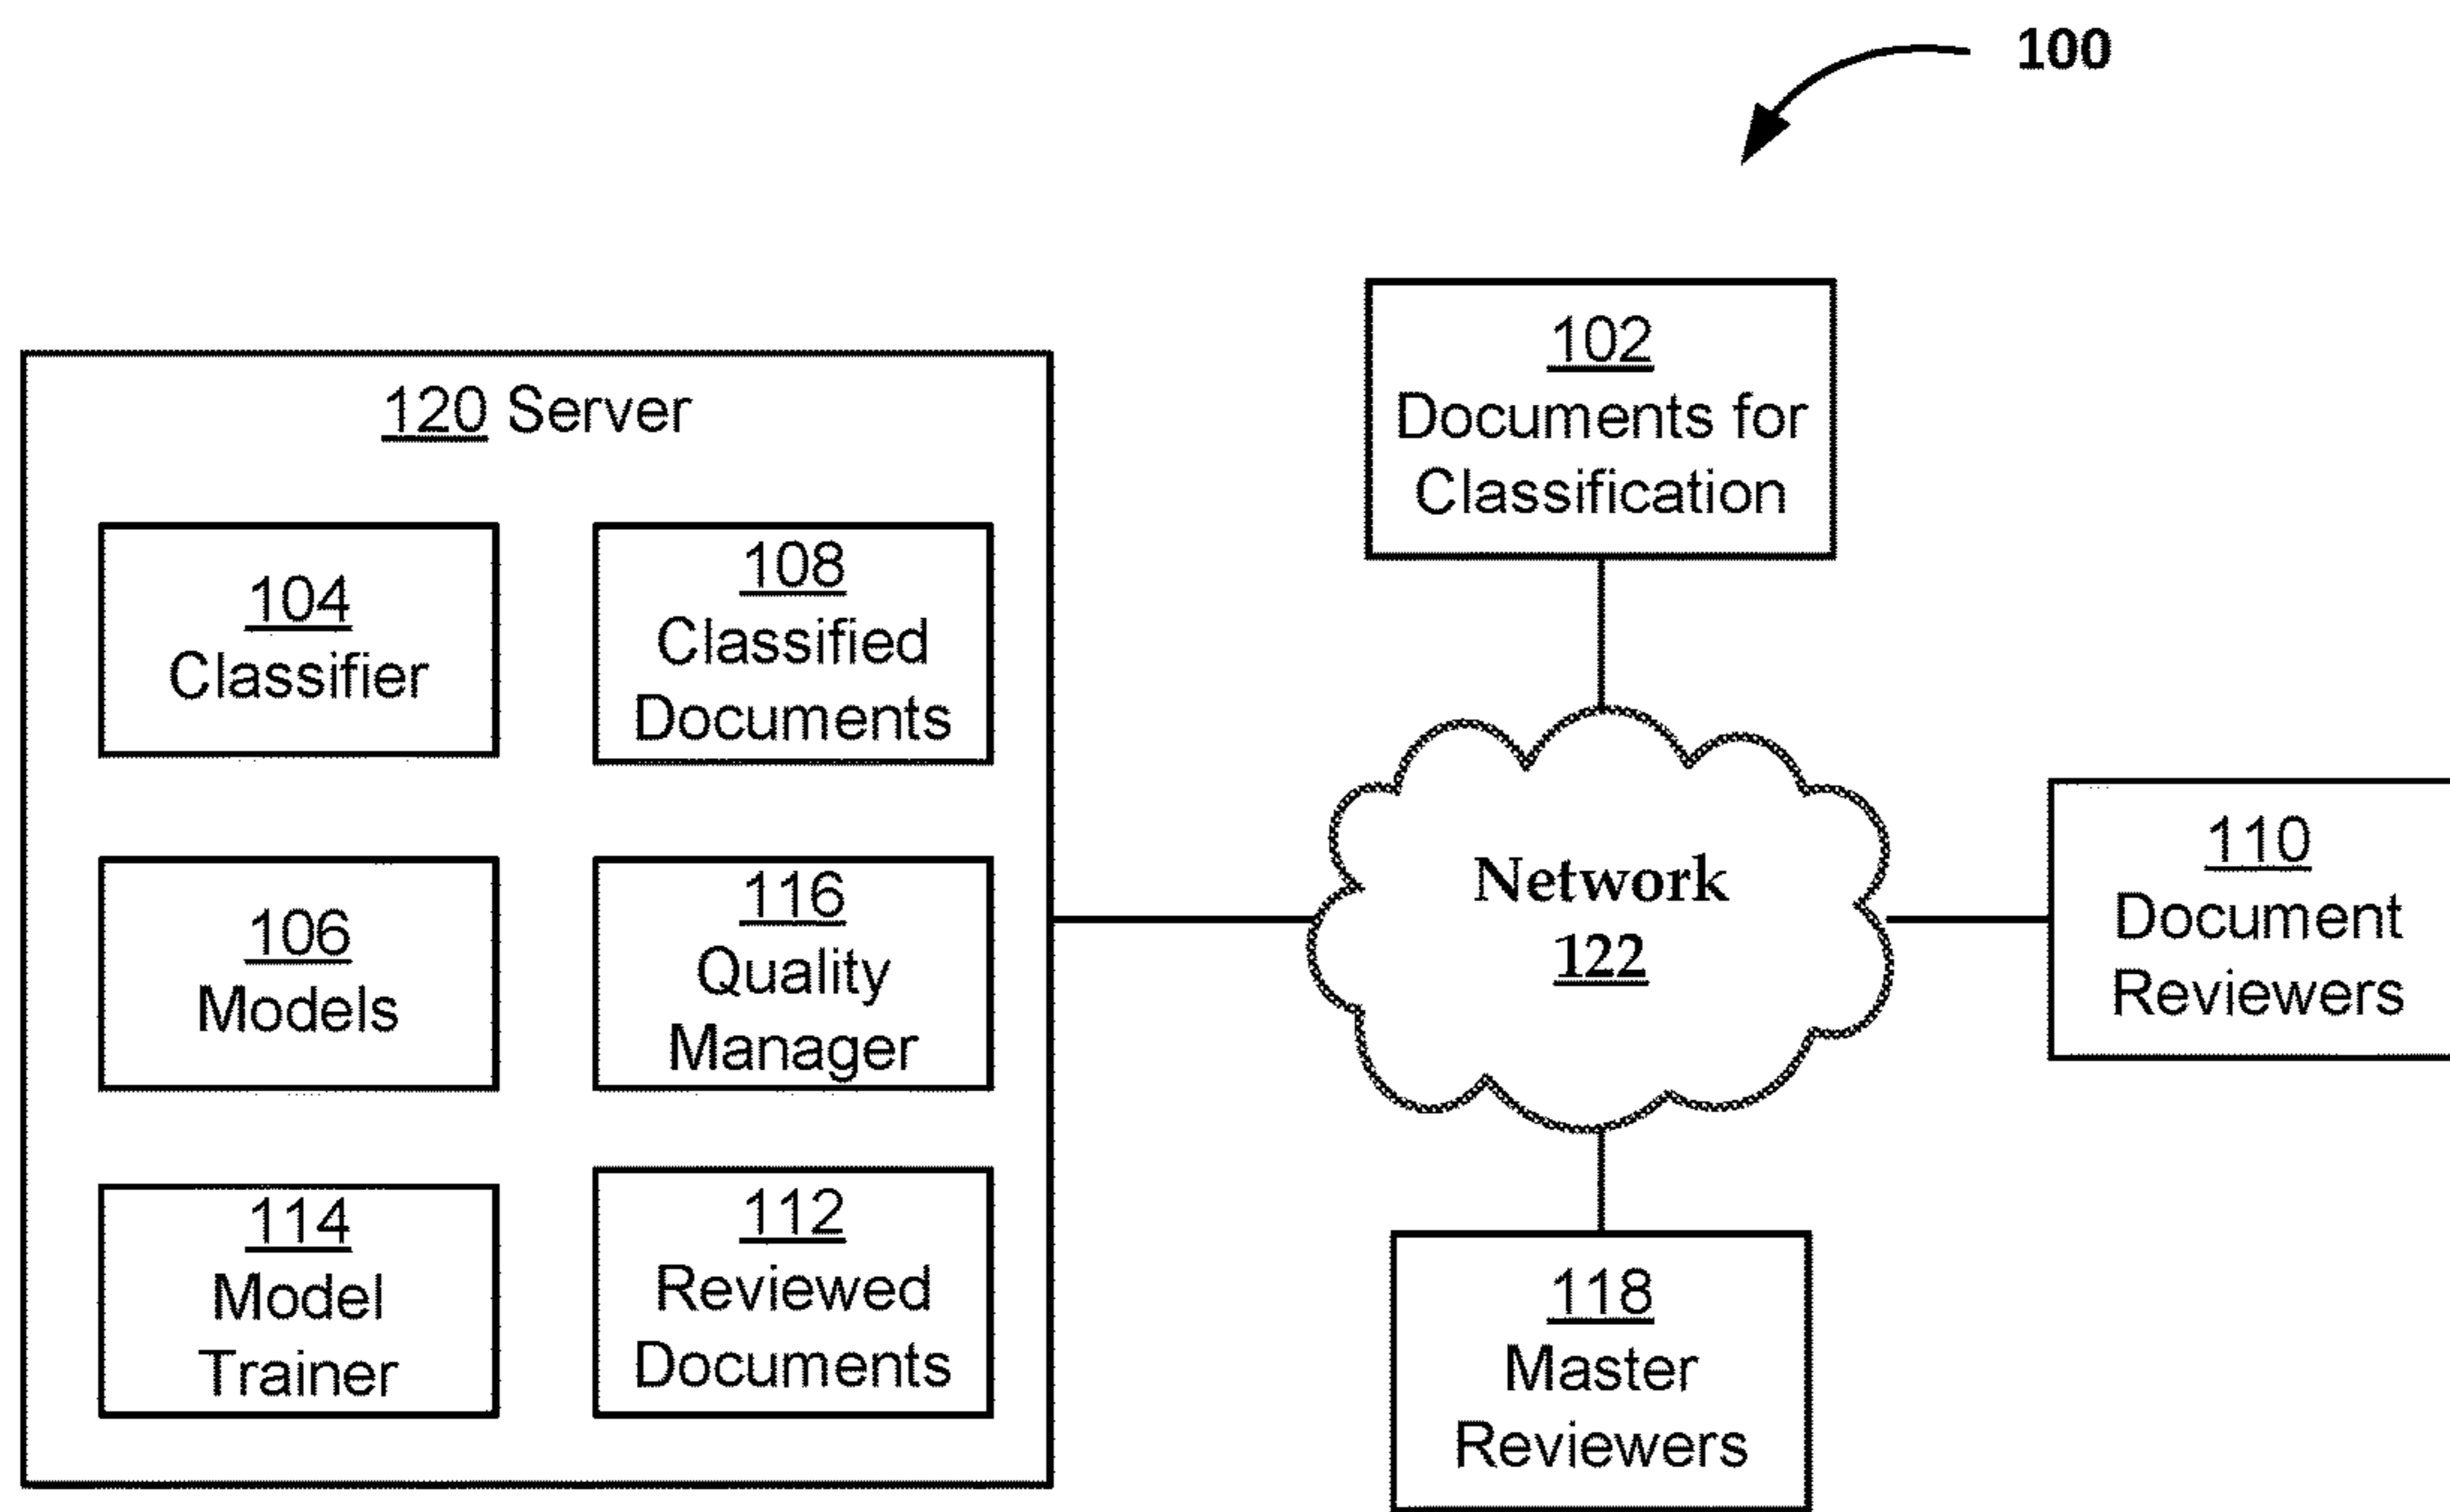 100
120 Server
104
Classifier
108
Classified
Documents
106
Models
116
Quality
Manager
114
Model
Trainer
112
Reviewed
Documents
102
Documents for
Classification
Network
122
110
Document
Reviewers
118
Master
Reviewers